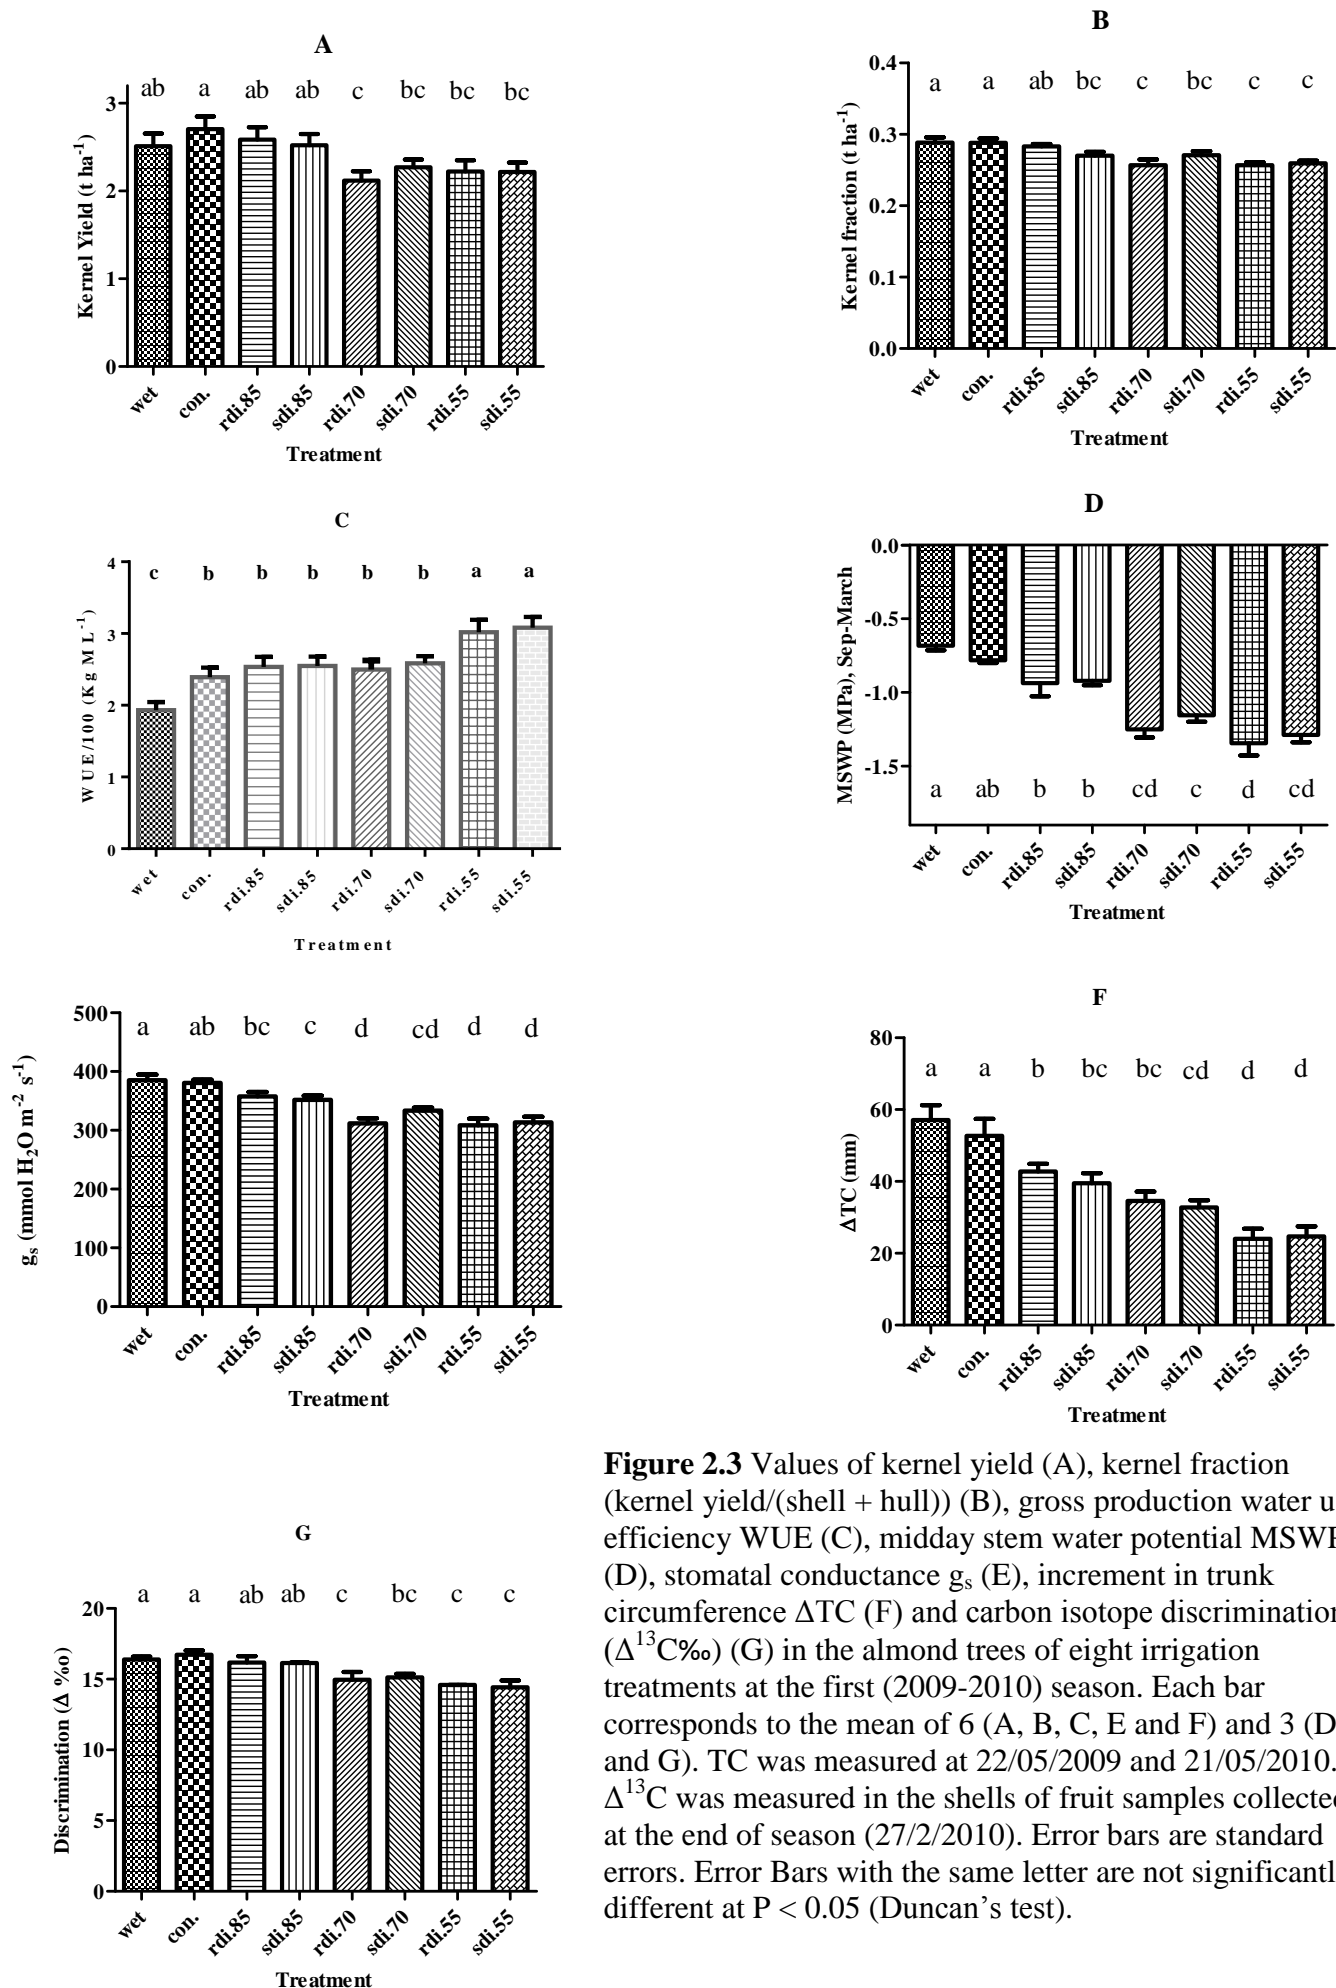 A
ab a ab ab c bc bc bc
Kernel Yield (t ha⁻¹)
3
2
1
0
wet con. rdi.85 sdi.85 rdi.70 sdi.70 rdi.55 sdi.55
Treatment
B
a a ab bc c bc c c
Kernel fraction (t ha⁻¹)
0.4
0.3
0.2
0.1
0.0
wet con. rdi.85 sdi.85 rdi.70 sdi.70 rdi.55 sdi.55
Treatment
C
c b b b b b a a
WUE/100 (Kg ML⁻¹)
4
3
2
1
0
wet con. rdi.85 sdi.85 rdi.70 sdi.70 rdi.55 sdi.55
Treatment
D
MSWP (MPa), Sep-March
0.0
-0.5
-1.0
-1.5
a ab b b cd c d cd
wet con. rdi.85 sdi.85 rdi.70 sdi.70 rdi.55 sdi.55
Treatment
a ab bc c d cd d d
gₛ (mmol H₂O m⁻² s⁻¹)
500
400
300
200
100
0
wet con. rdi.85 sdi.85 rdi.70 sdi.70 rdi.55 sdi.55
Treatment
F
a a b bc bc cd d d
ΔTC (mm)
80
60
40
20
0
wet con. rdi.85 sdi.85 rdi.70 sdi.70 rdi.55 sdi.55
Treatment
G
a a ab ab c bc c c
Discrimination (Δ ‰)
20
15
10
5
0
wet con. rdi.85 sdi.85 rdi.70 sdi.70 rdi.55 sdi.55
Treatment
Figure 2.3 Values of kernel yield (A), kernel fraction
(kernel yield/(shell + hull)) (B), gross production water u
efficiency WUE (C), midday stem water potential MSWP
(D), stomatal conductance gₛ (E), increment in trunk
circumference ΔTC (F) and carbon isotope discrimination
(Δ¹³C‰) (G) in the almond trees of eight irrigation
treatments at the first (2009-2010) season. Each bar
corresponds to the mean of 6 (A, B, C, E and F) and 3 (D
and G). TC was measured at 22/05/2009 and 21/05/2010.
Δ¹³C was measured in the shells of fruit samples collected
at the end of season (27/2/2010). Error bars are standard
errors. Error Bars with the same letter are not significantl
different at P < 0.05 (Duncan’s test).